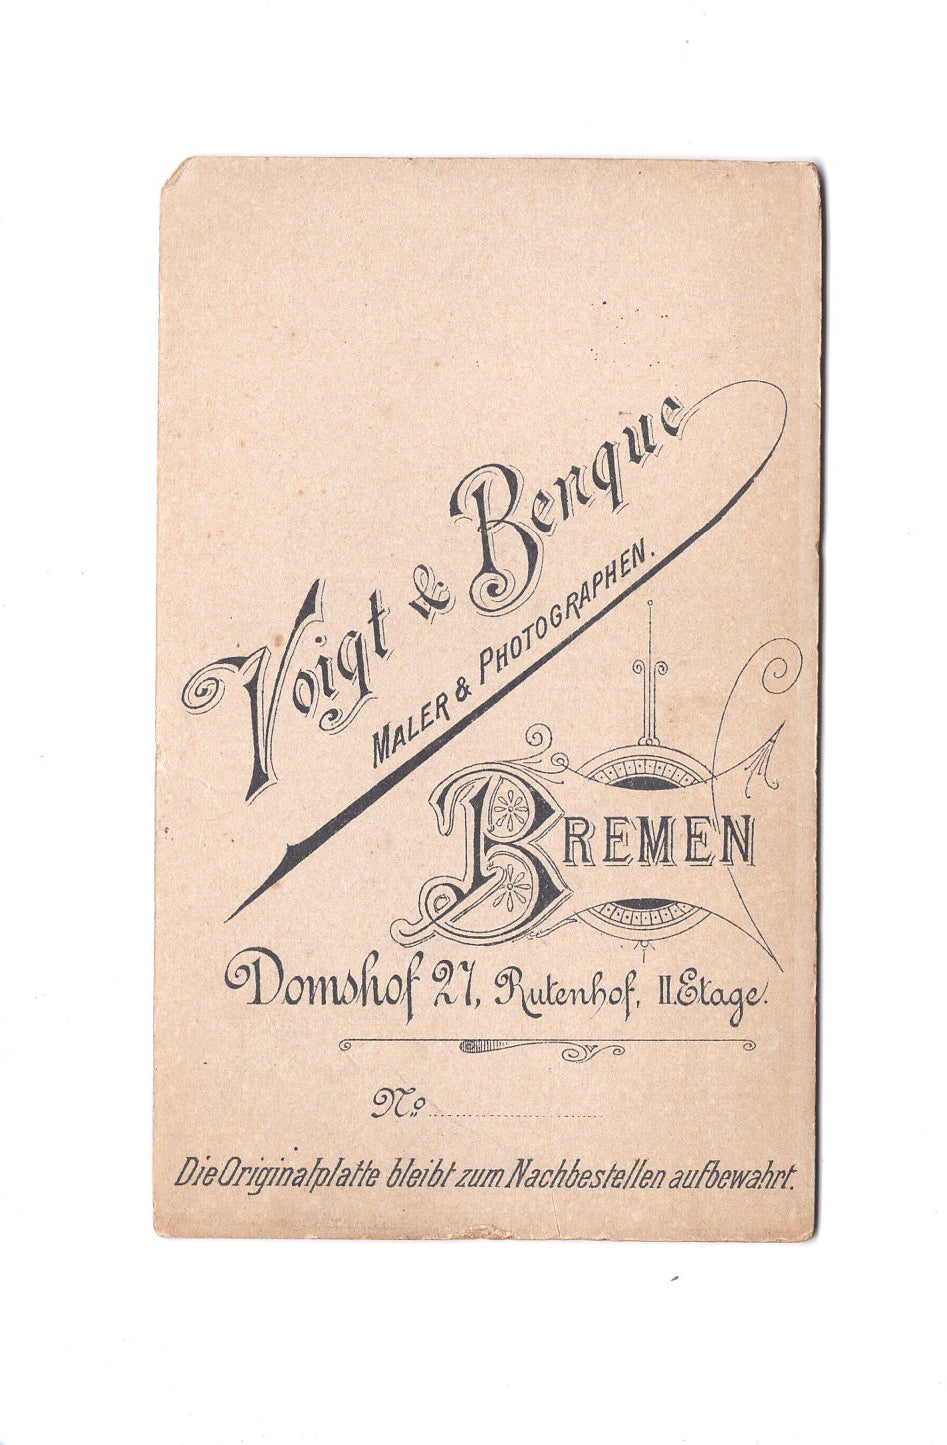 Voigt & Benque
MALER & PHOTOGRAPHEN.
BREMEN
Domshof 27, Rutenhof, II. Etage.
No.
Die Originalplatte bleibt zum Nachbestellen aufbewahrt.